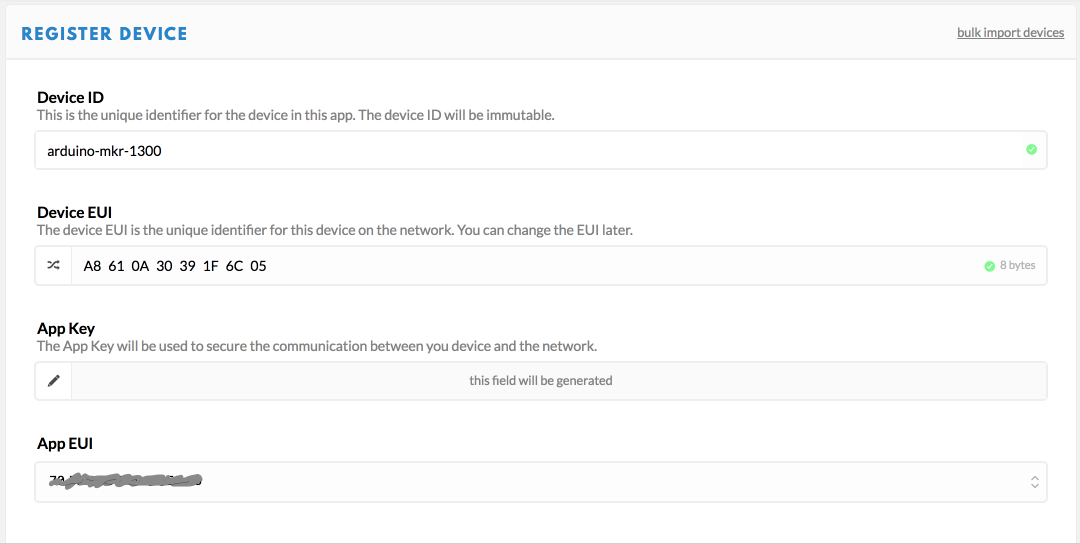 REGISTER DEVICE
bulk import devices
Device ID
This is the unique identifier for the device in this app. The device ID will be immutable.
arduino-mkr-1300
Device EUI
The device EUI is the unique identifier for this device on the network. You can change the EUI later.
A8 61 0A 30 39 1F 6C 05
8 bytes
App Key
The App Key will be used to secure the communication between you device and the network.
this field will be generated
App EUI